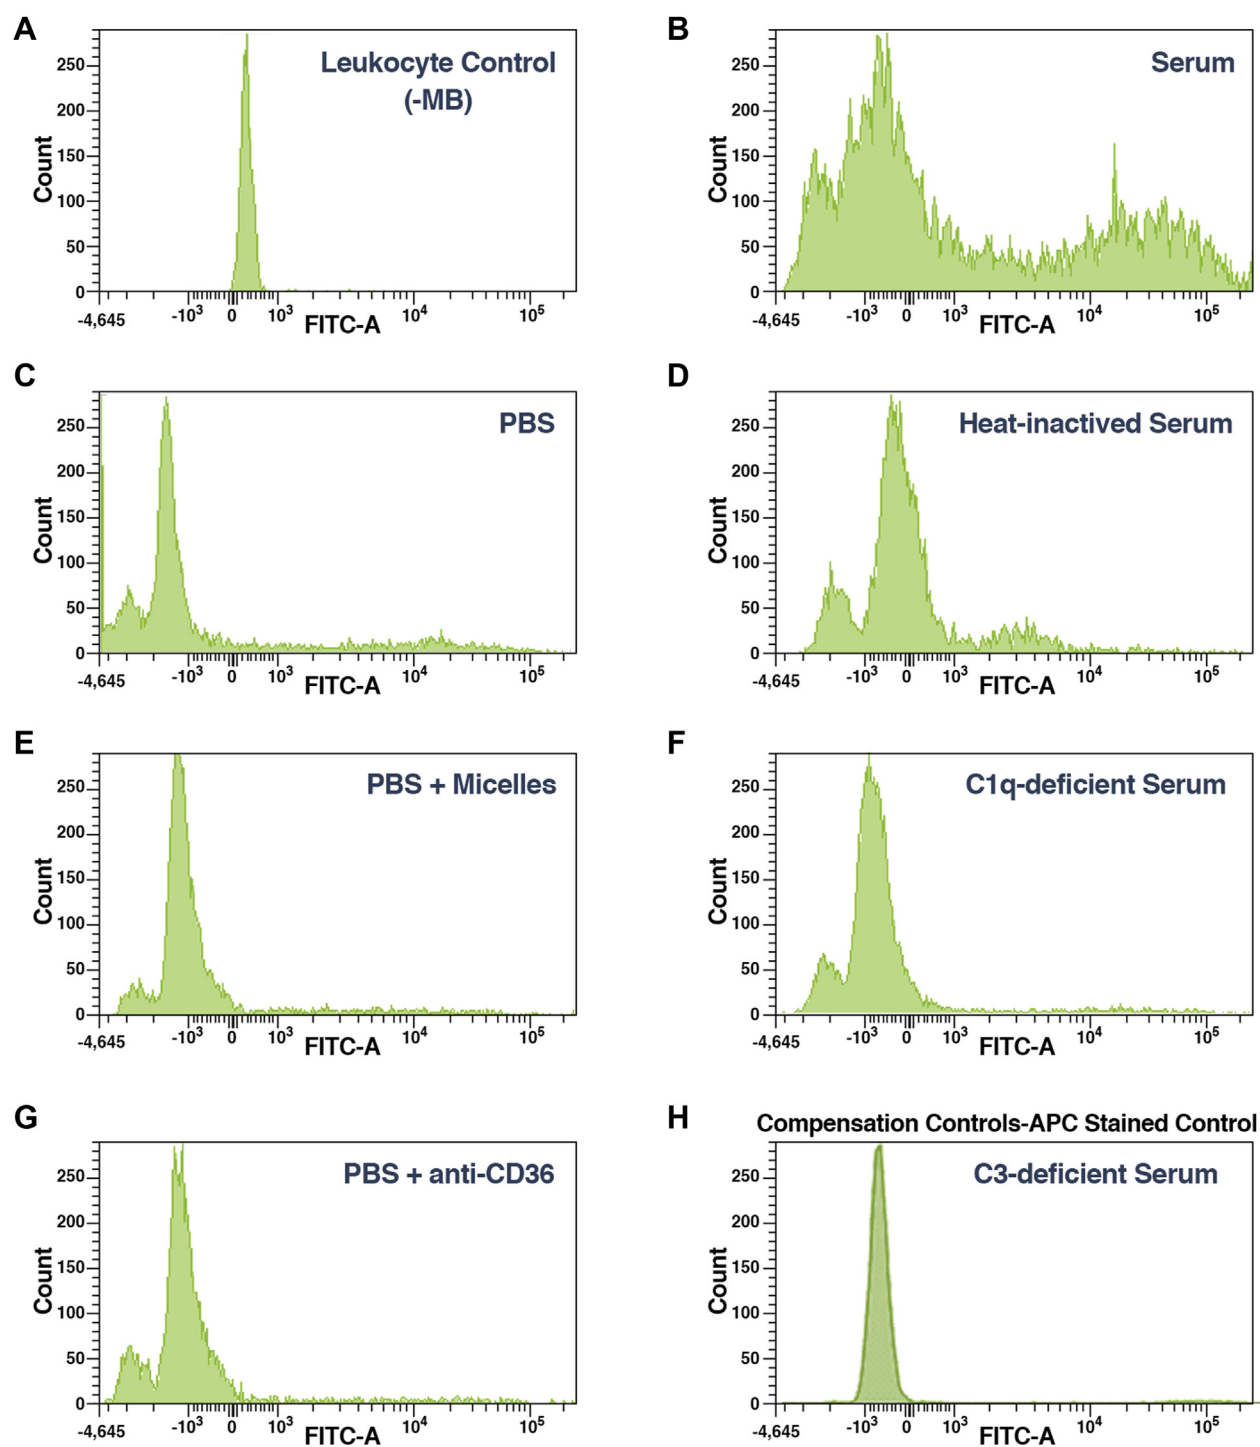 A
Leukocyte Control
(-MB)
Count
250
200
150
100
50
0
-4,645
-10³
0
10³
10⁴
10⁵
FITC-A
B
Serum
Count
250
200
150
100
50
0
-4,645
-10³
0
10³
10⁴
10⁵
FITC-A
C
PBS
Count
250
200
150
100
50
0
-4,645
-10³
0
10³
10⁴
10⁵
FITC-A
D
Heat-inactived Serum
Count
250
200
150
100
50
0
-4,645
-10³
0
10³
10⁴
10⁵
FITC-A
E
PBS + Micelles
Count
250
200
150
100
50
0
-4,645
-10³
0
10³
10⁴
10⁵
FITC-A
F
C1q-deficient Serum
Count
250
200
150
100
50
0
-4,645
-10³
0
10³
10⁴
10⁵
FITC-A
G
PBS + anti-CD36
Count
250
200
150
100
50
0
-4,645
-10³
0
10³
10⁴
10⁵
FITC-A
H
Compensation Controls-APC Stained Control
C3-deficient Serum
Count
250
200
150
100
50
0
-4,645
-10³
0
10³
10⁴
10⁵
FITC-A